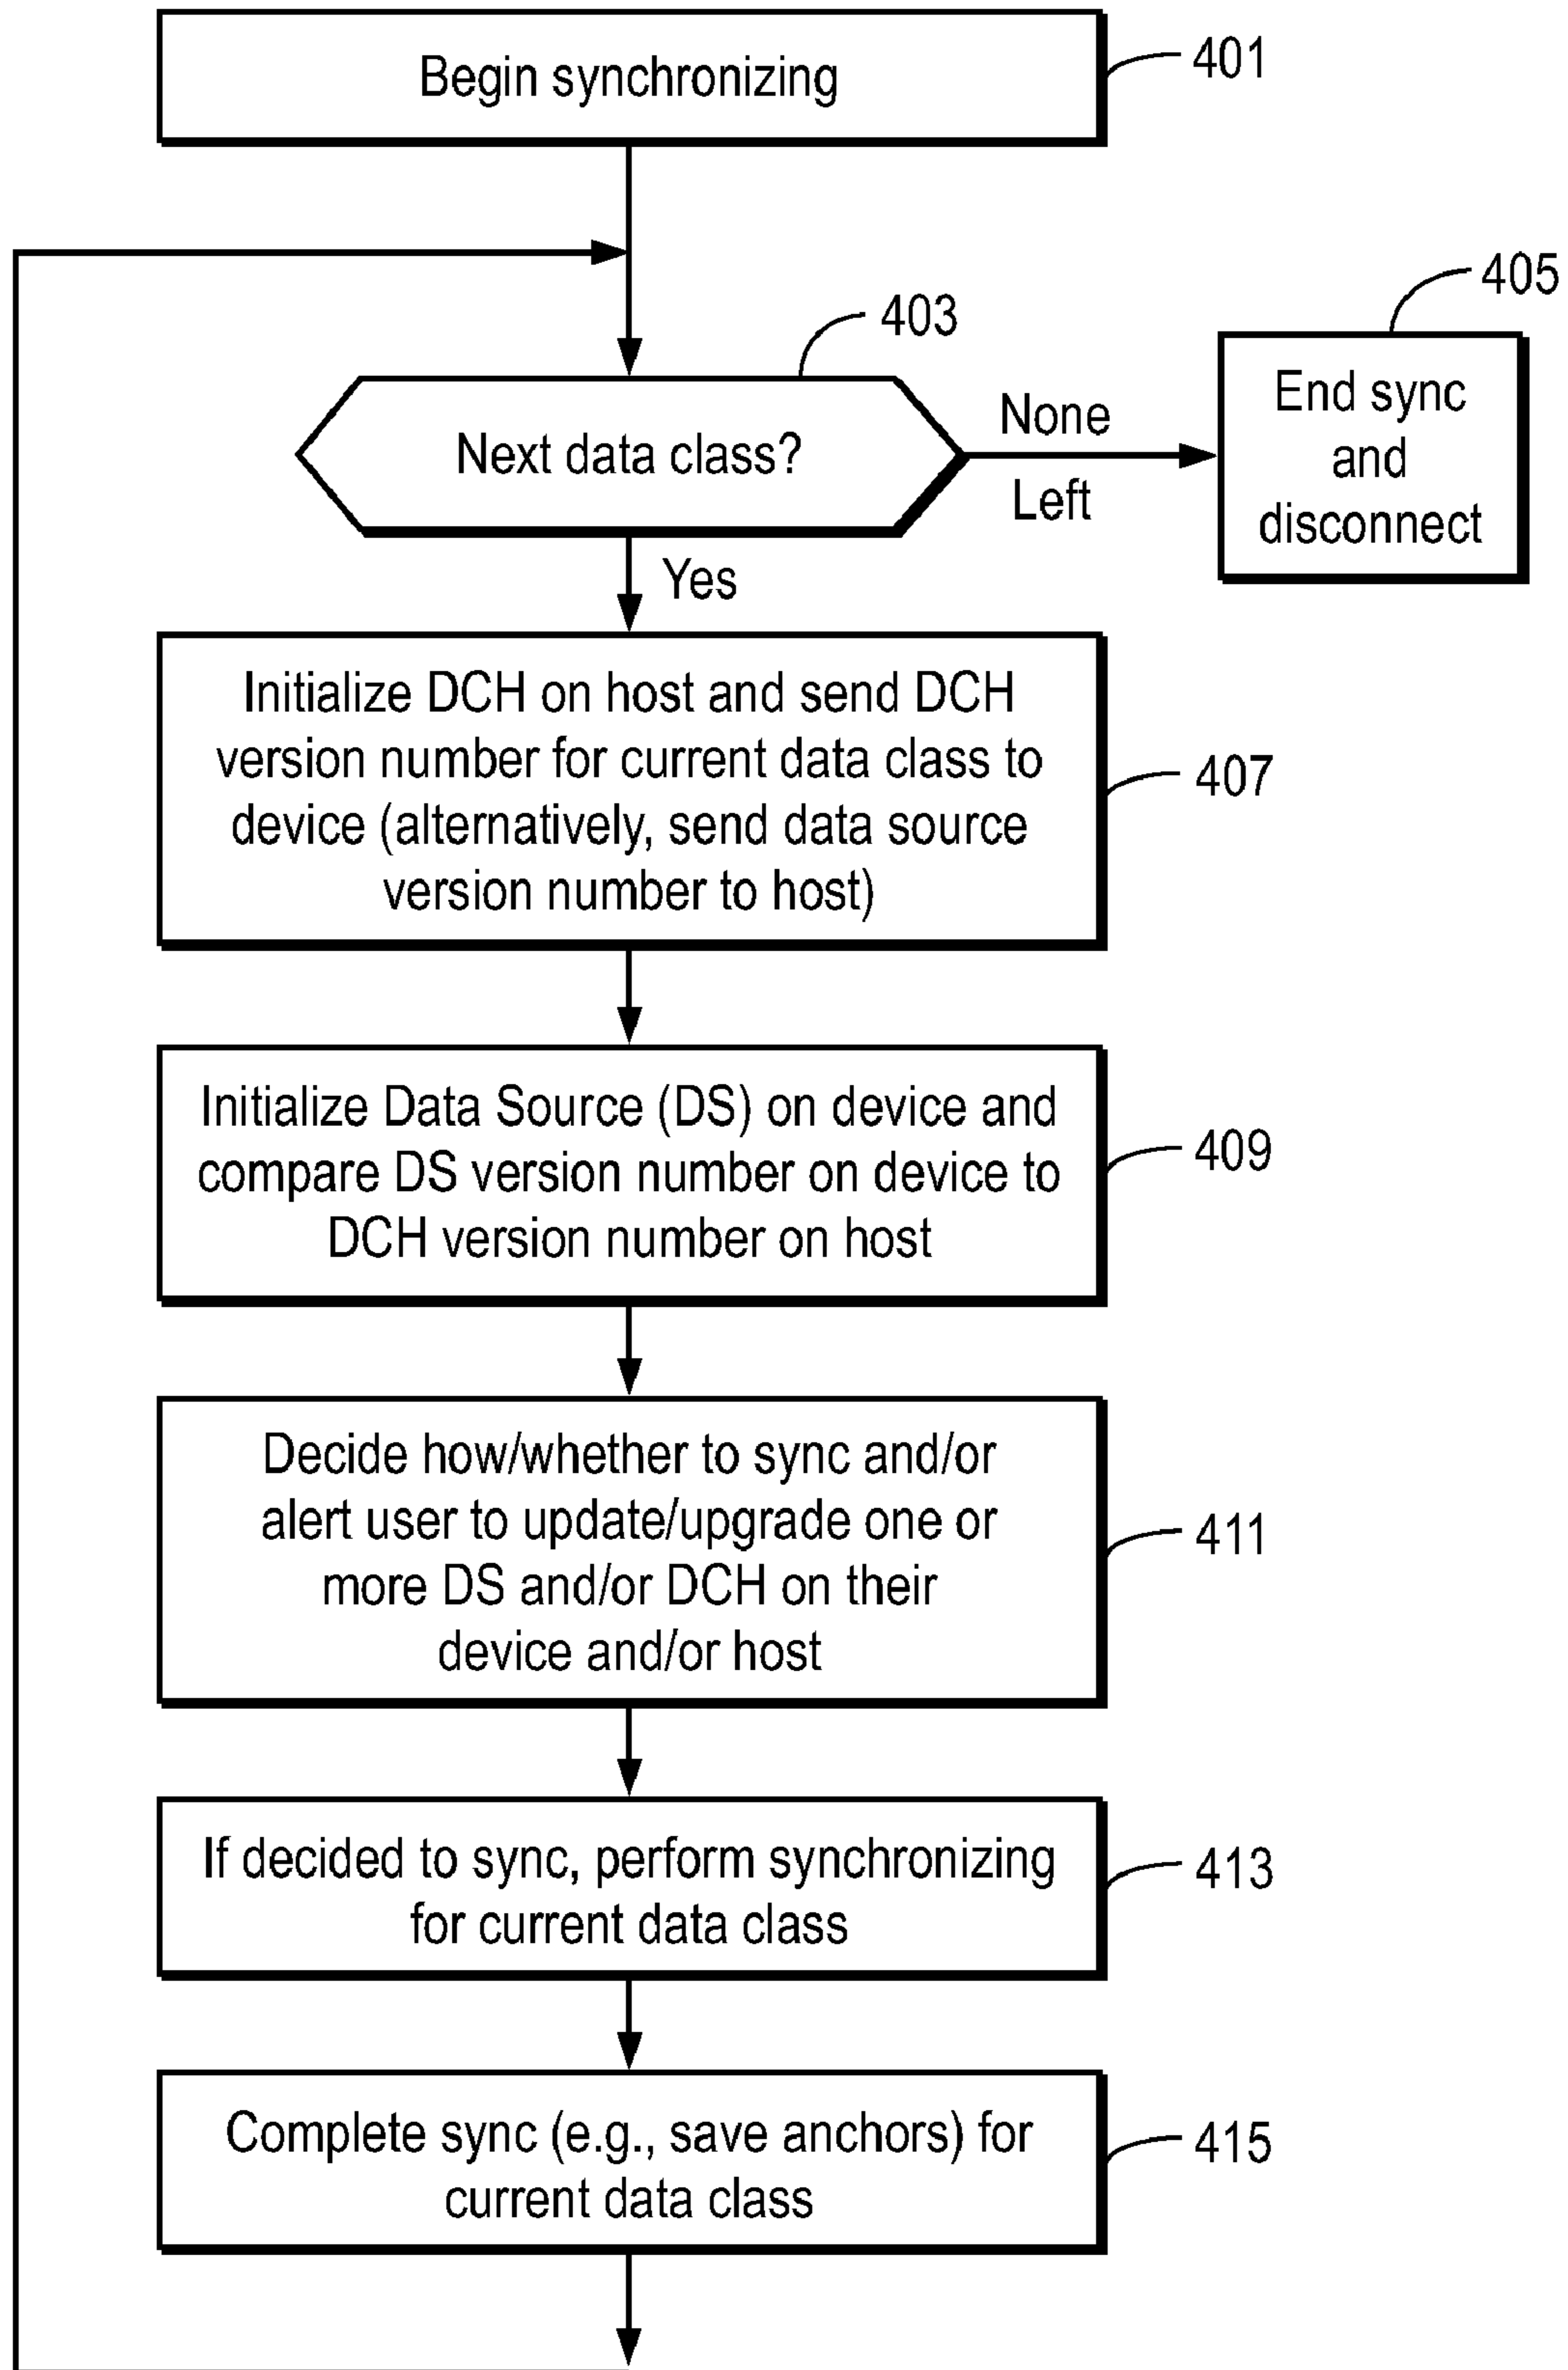 Begin synchronizing
401
403
405
Next data class?
None
Left
End sync
and
disconnect
Yes
Initialize DCH on host and send DCH
version number for current data class to
device (alternatively, send data source
version number to host)
407
Initialize Data Source (DS) on device and
compare DS version number on device to
DCH version number on host
409
Decide how/whether to sync and/or
alert user to update/upgrade one or
more DS and/or DCH on their
device and/or host
411
If decided to sync, perform synchronizing
for current data class
413
Complete sync (e.g., save anchors) for
current data class
415